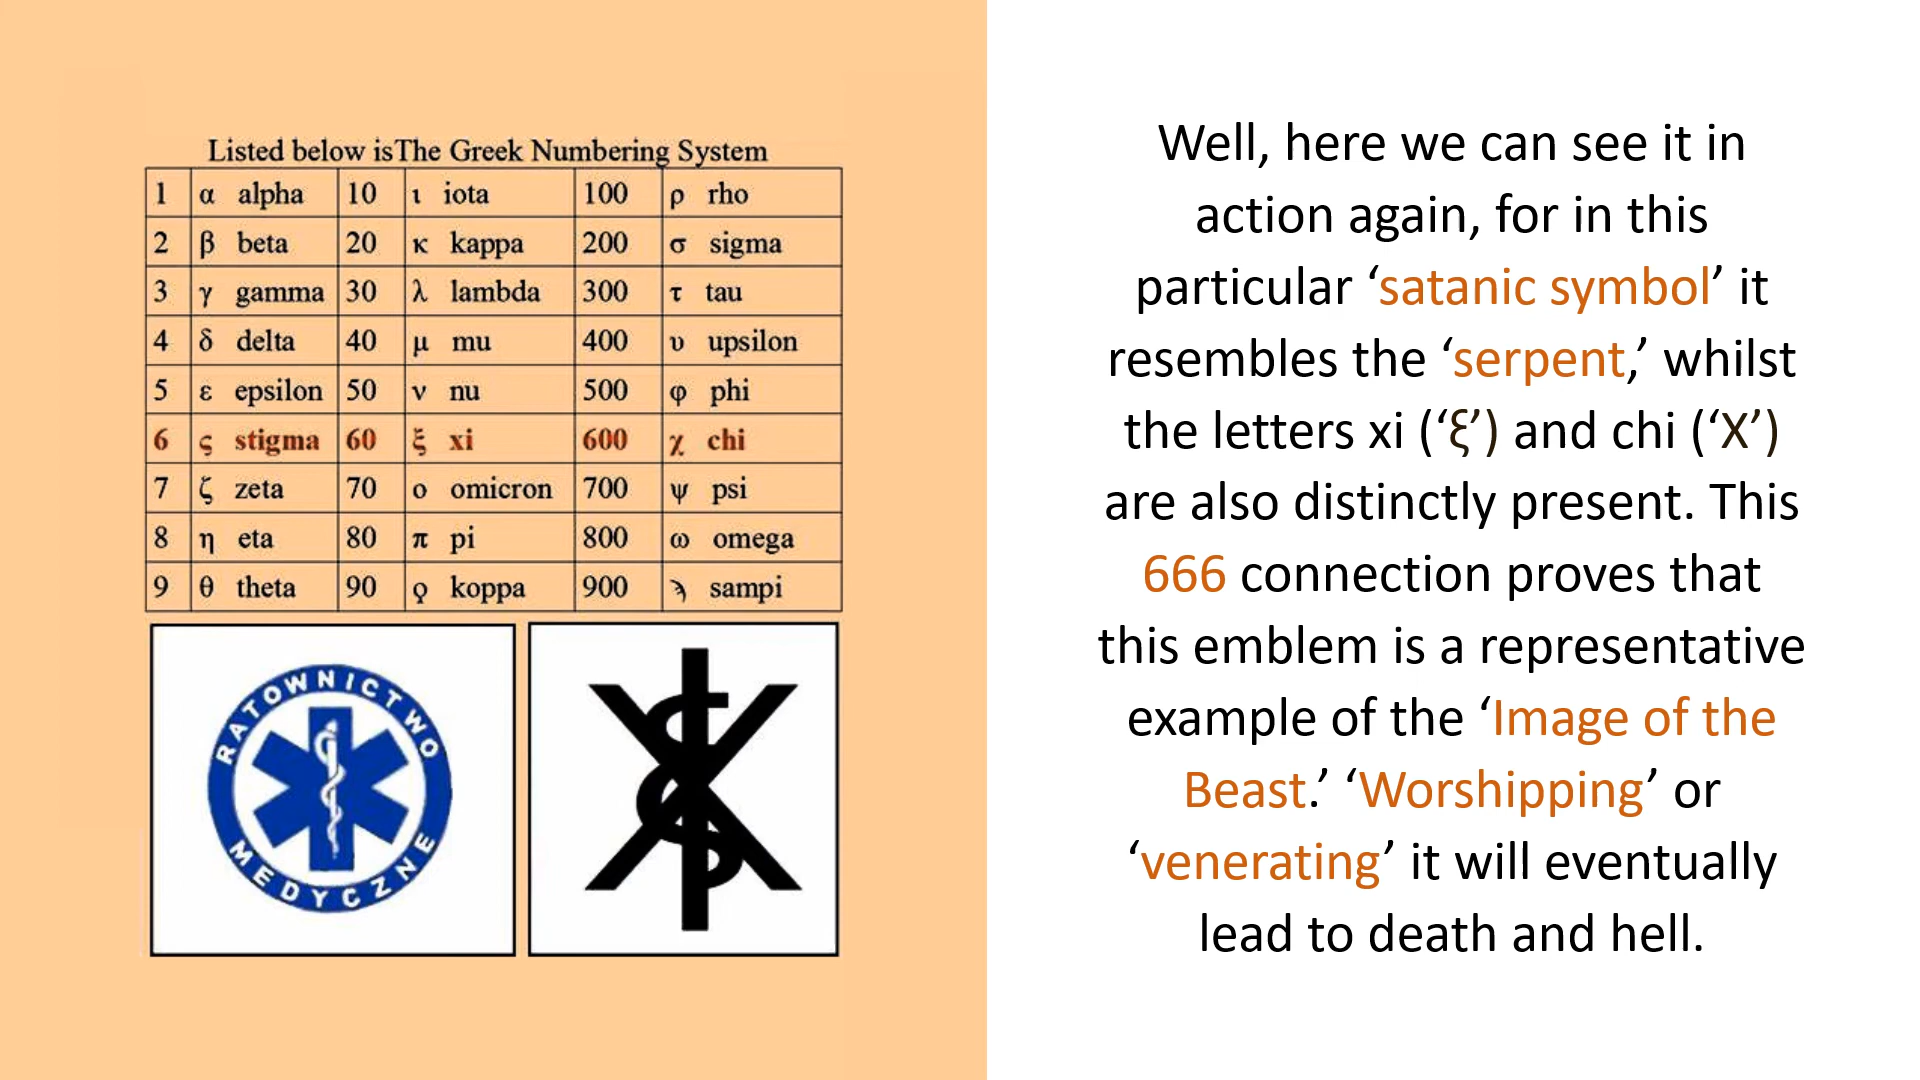 Listed below isThe Greek Numbering System
1 α alpha 10 ι iota 100 ρ rho
2 β beta 20 κ kappa 200 σ sigma
3 γ gamma 30 λ lambda 300 τ tau
4 δ delta 40 μ mu 400 υ upsilon
5 ε epsilon 50 ν nu 500 φ phi
6 ς stigma 60 ξ xi 600 χ chi
7 ζ zeta 70 ο omicron 700 ψ psi
8 η eta 80 π pi 800 ω omega
9 θ theta 90 ϙ koppa 900 ϡ sampi
RATOWNICTWO
MEDYCZNE
Well, here we can see it in
action again, for in this
particular ‘satanic symbol’ it
resembles the ‘serpent,’ whilst
the letters xi (‘ξ’) and chi (‘X’)
are also distinctly present. This
666 connection proves that
this emblem is a representative
example of the ‘Image of the
Beast.’ ‘Worshipping’ or
‘venerating’ it will eventually
lead to death and hell.